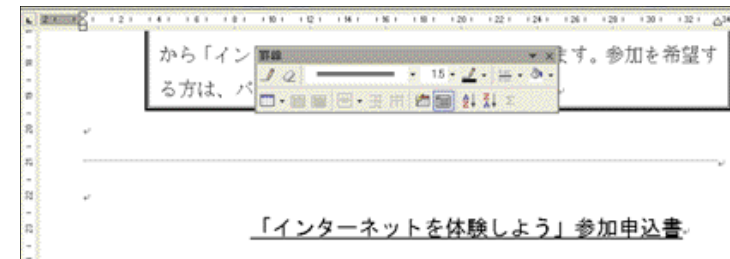 から「イン
ます。参加を希望す
る方は、パ
罫線
1.5
「インターネットを体験しよう」参加申込書